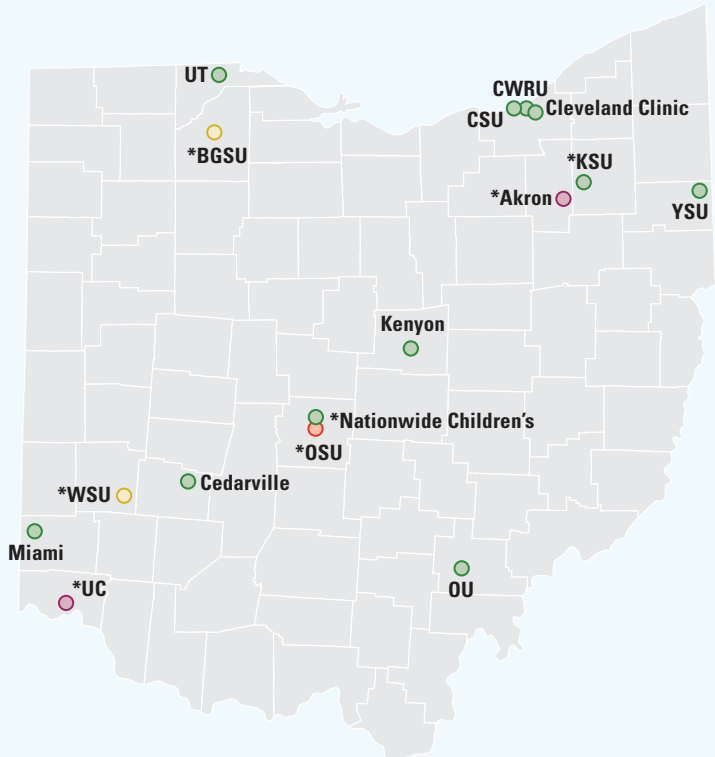 UT
CWRU
CSU
Cleveland Clinic
*BGSU
*KSU
*Akron
YSU
Kenyon
*Nationwide Children's
*OSU
Cedarville
*WSU
Miami
OU
*UC